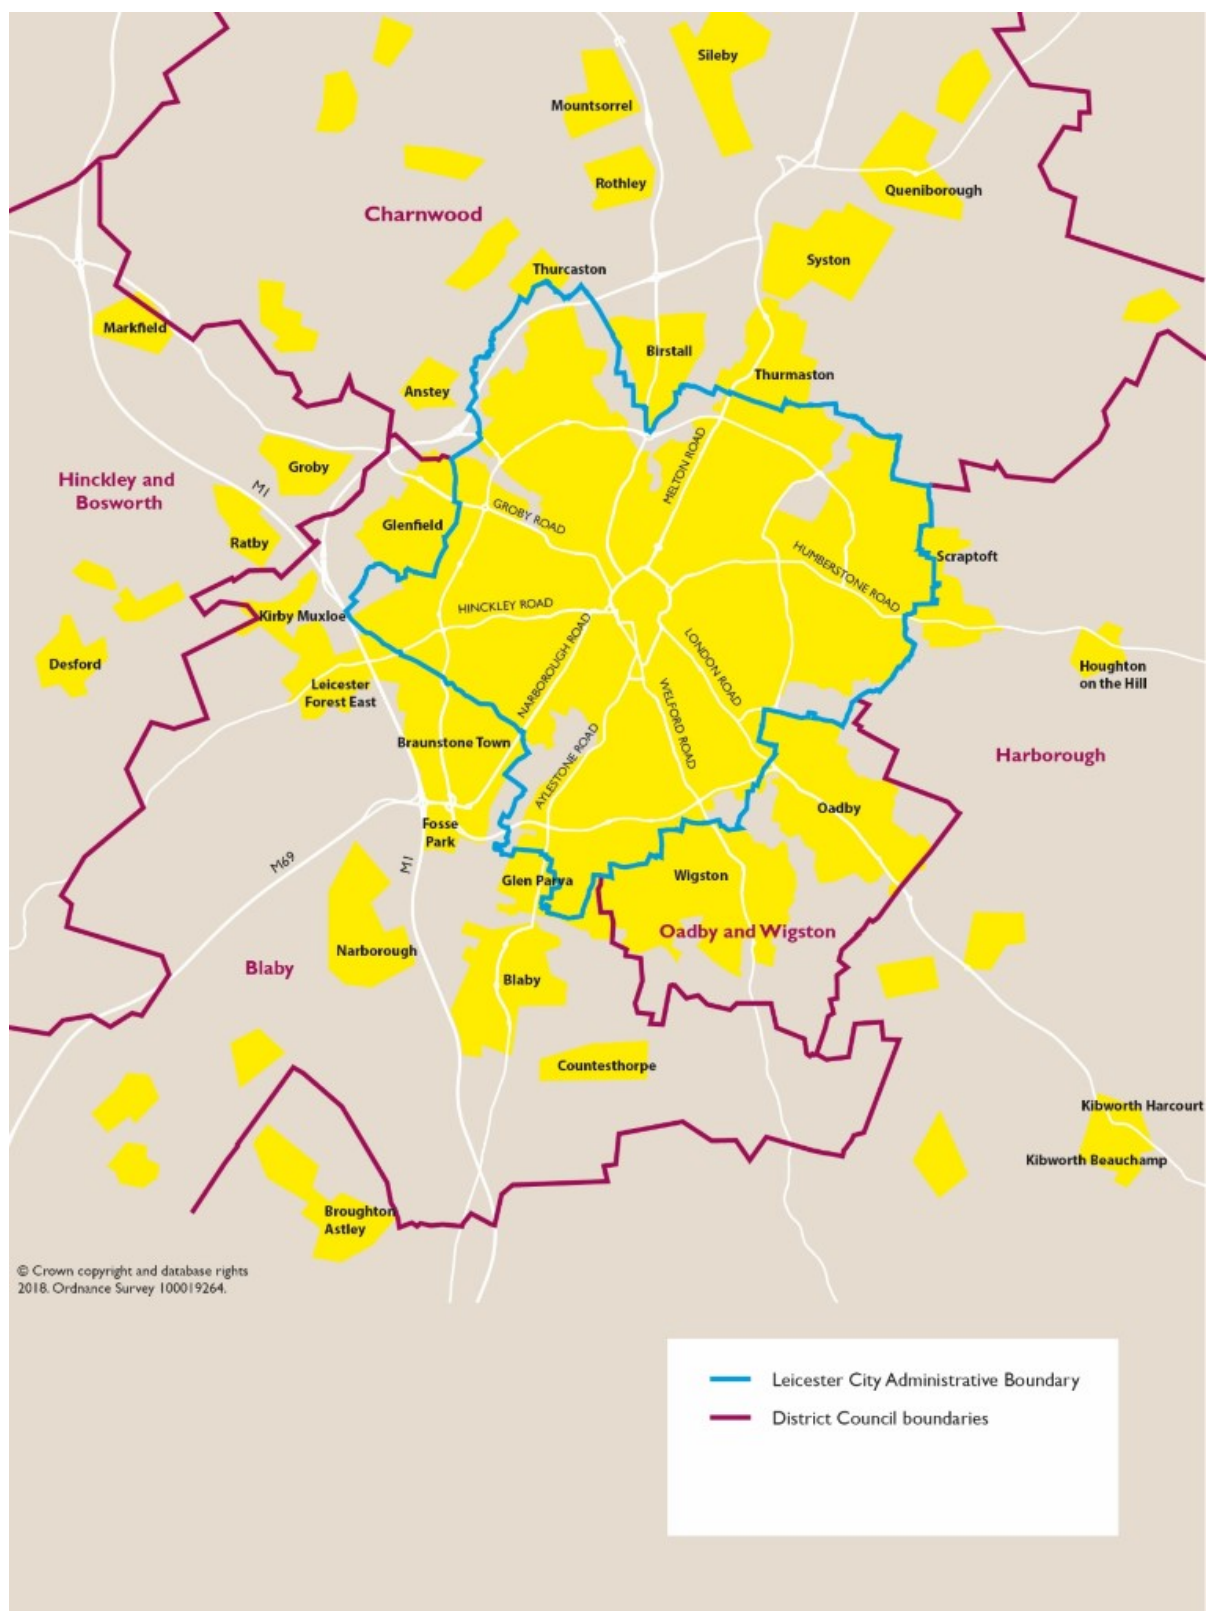 Sileby
Mountsorrel
Rothley
Queniborough
Charnwood
Syston
Thurcaston
Markfield
Birstall
Thurmaston
Anstey
MELTON ROAD
Groby
Hinckley and
Bosworth
M1
GROBY ROAD
Glenfield
Ratby
HUMBERSTONE ROAD
Scraptoft
HINCKLEY ROAD
Kirby Muxloe
NARBOROUGH ROAD
LONDON ROAD
Desford
Houghton
on the Hill
Leicester
Forest East
WELFORD ROAD
Braunstone Town
AYLESTONE ROAD
Harborough
Oadby
Fosse
Park
M69
M1
Glen Parva
Wigston
Oadby and Wigston
Narborough
Blaby
Blaby
Countesthorpe
Kibworth Harcourt
Kibworth Beauchamp
Broughton
Astley
© Crown copyright and database rights
2018. Ordnance Survey 100019264.
Leicester City Administrative Boundary
District Council boundaries